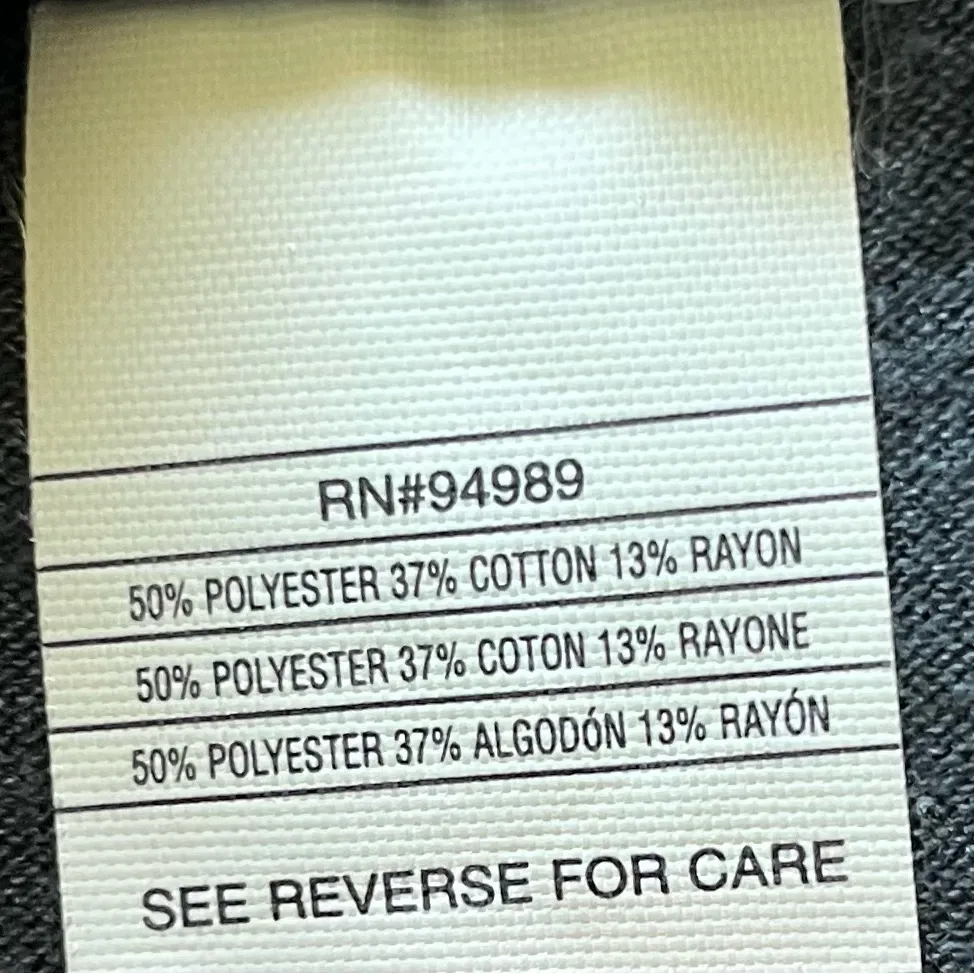 RN#94989
50% POLYESTER 37% COTTON 13% RAYON
50% POLYESTER 37% COTON 13% RAYONE
50% POLYESTER 37% ALGODÓN 13% RAYÓN
SEE REVERSE FOR CARE